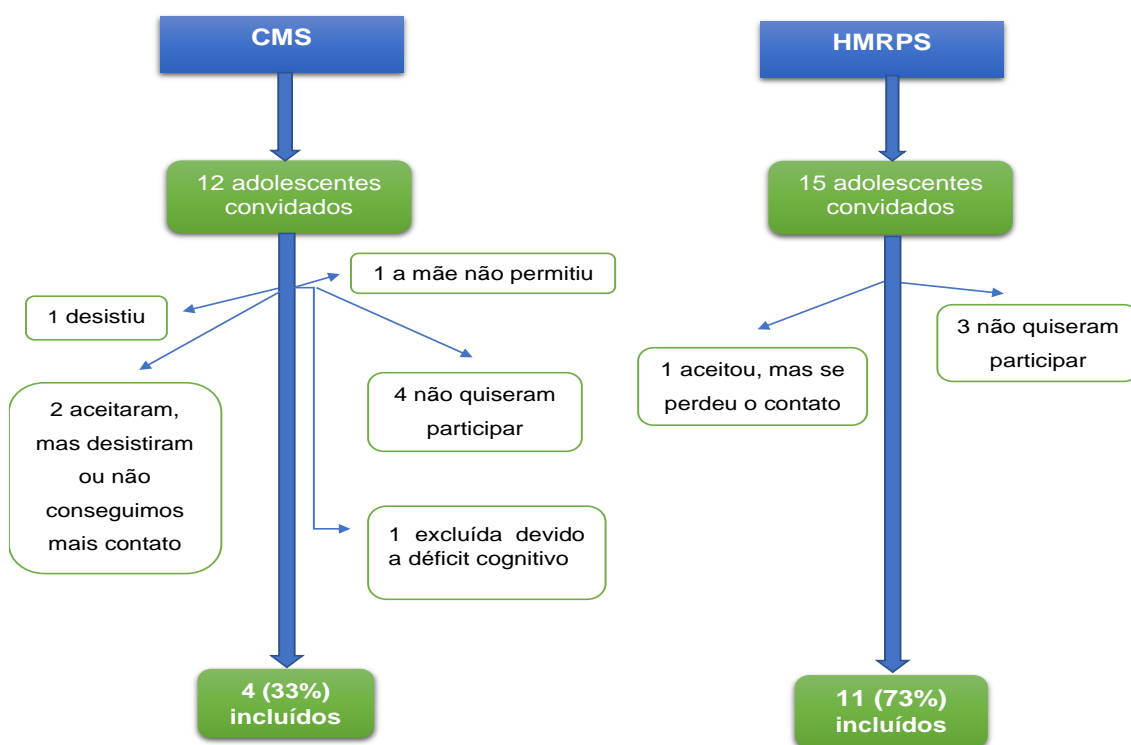 CMS
12 adolescentes
convidados
1 a mãe não permitiu
1 desistiu
2 aceitaram,
mas desistiram
ou não
conseguimos
mais contato
4 não quiseram
participar
1 excluída devido
a déficit cognitivo
4 (33%)
incluídos
HMRPS
15 adolescentes
convidados
3 não quiseram
participar
1 aceitou, mas se
perdeu o contato
11 (73%)
incluídos